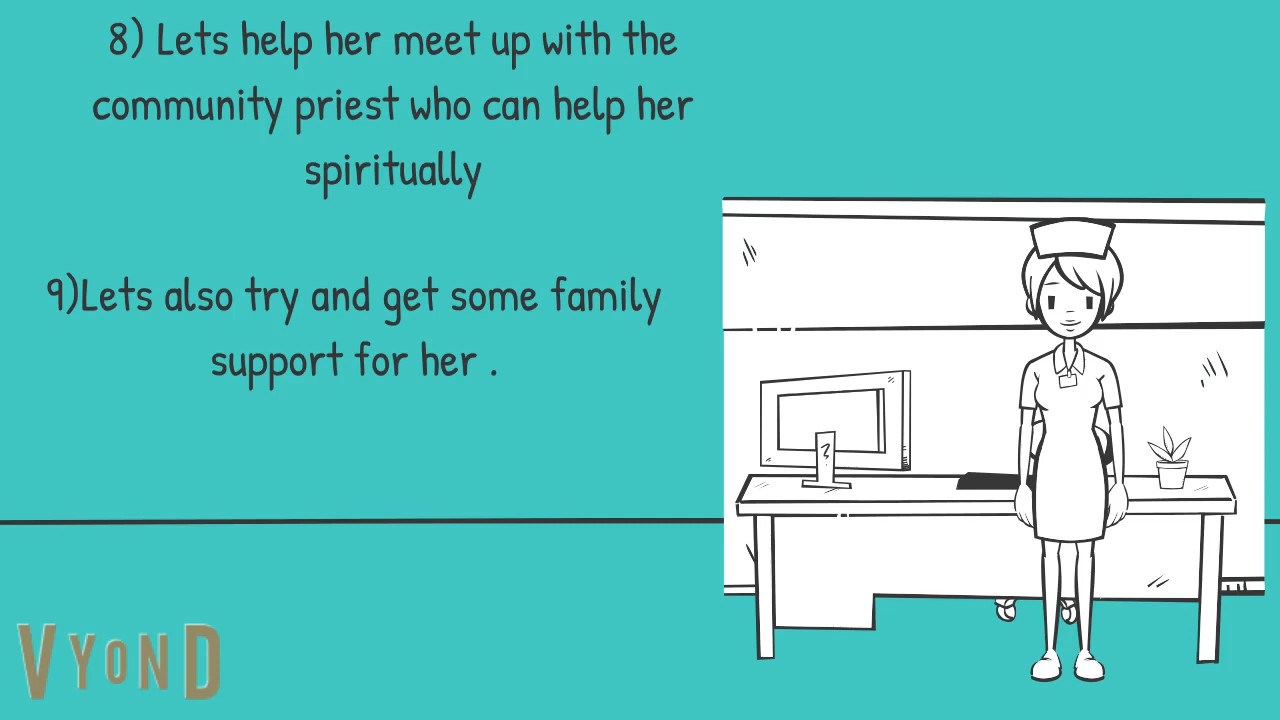 8) Lets help her meet up with the
community priest who can help her
spiritually
9)Lets also try and get some family
support for her .
VYOND